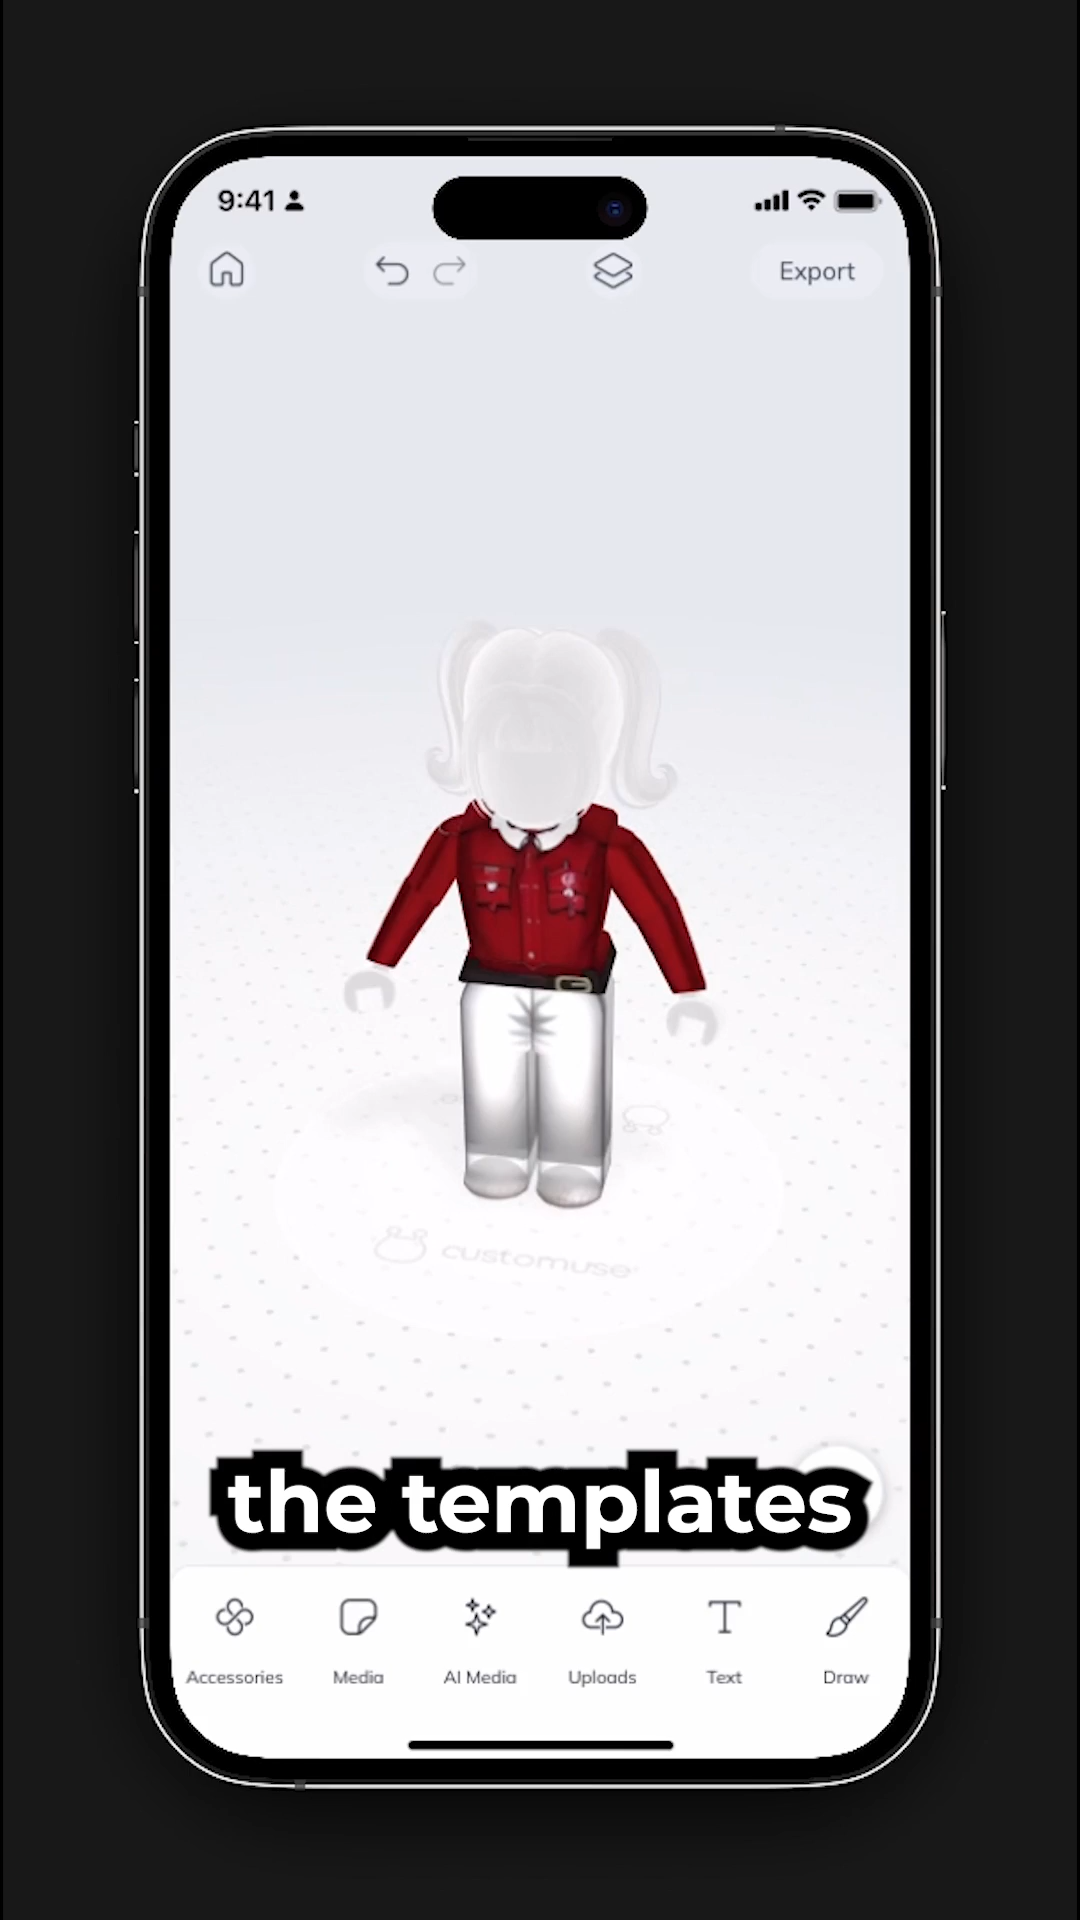 9:41
Export
customuse
the templates
Accessories Media AI Media Uploads Text Draw